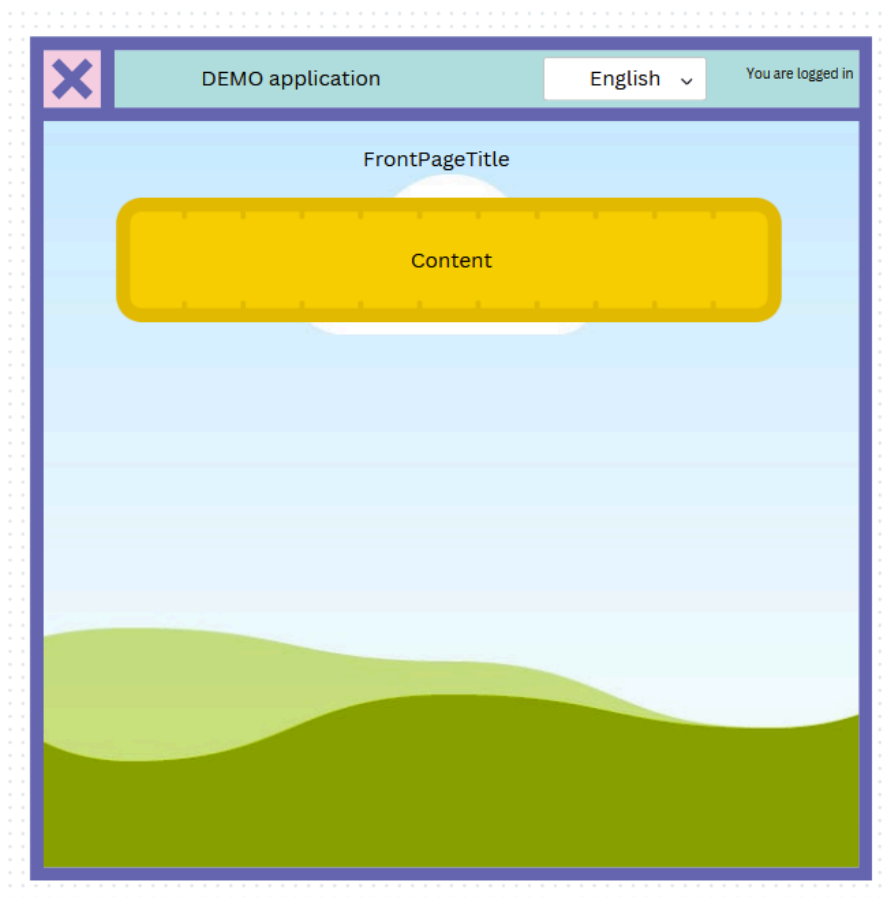 DEMO application
English
You are logged in
FrontPageTitle
Content